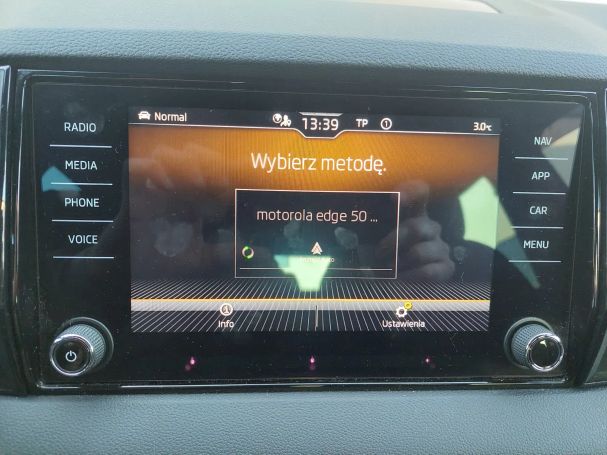 RADIO
MEDIA
PHONE
VOICE
Normal
13:39
TP
1
3.0°C
Wybierz metodę.
motorola edge 50 ...
Info
Ustawienia
NAV
APP
CAR
MENU